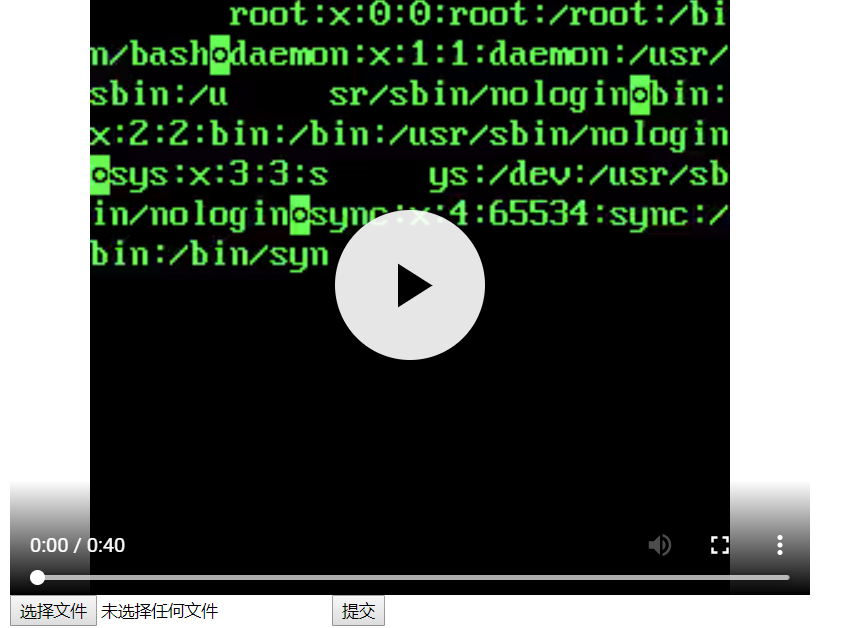 root:x:0:0:root:/root:/bi
n/bash◘daemon:x:1:1:daemon:/usr/
sbin:/u sr/sbin/nologin◘bin:
x:2:2:bin:/bin:/usr/sbin/nologin
◘sys:x:3:3:s ys:/dev:/usr/sb
in/nologin◘sync:x:4:65534:sync:/
bin:/bin/syn
0:00 / 0:40
选择文件 未选择任何文件 提交